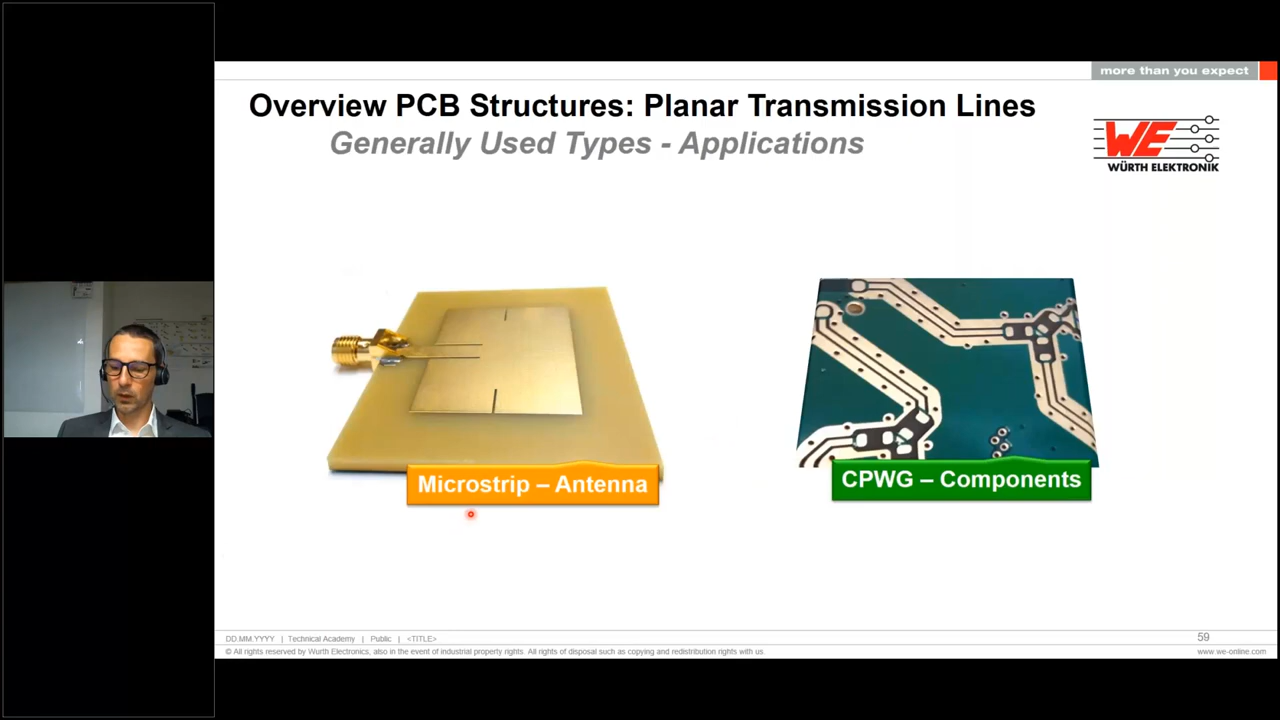 more than you expect
Overview PCB Structures: Planar Transmission Lines
Generally Used Types - Applications
WE
WÜRTH ELEKTRONIK
Microstrip – Antenna
CPWG – Components
DD.MM.YYYY | Technical Academy | Public | <TITLE>
59
© All rights reserved by Wurth Electronics, also in the event of industrial property rights. All rights of disposal such as copying and redistribution rights with us.
www.we-online.com